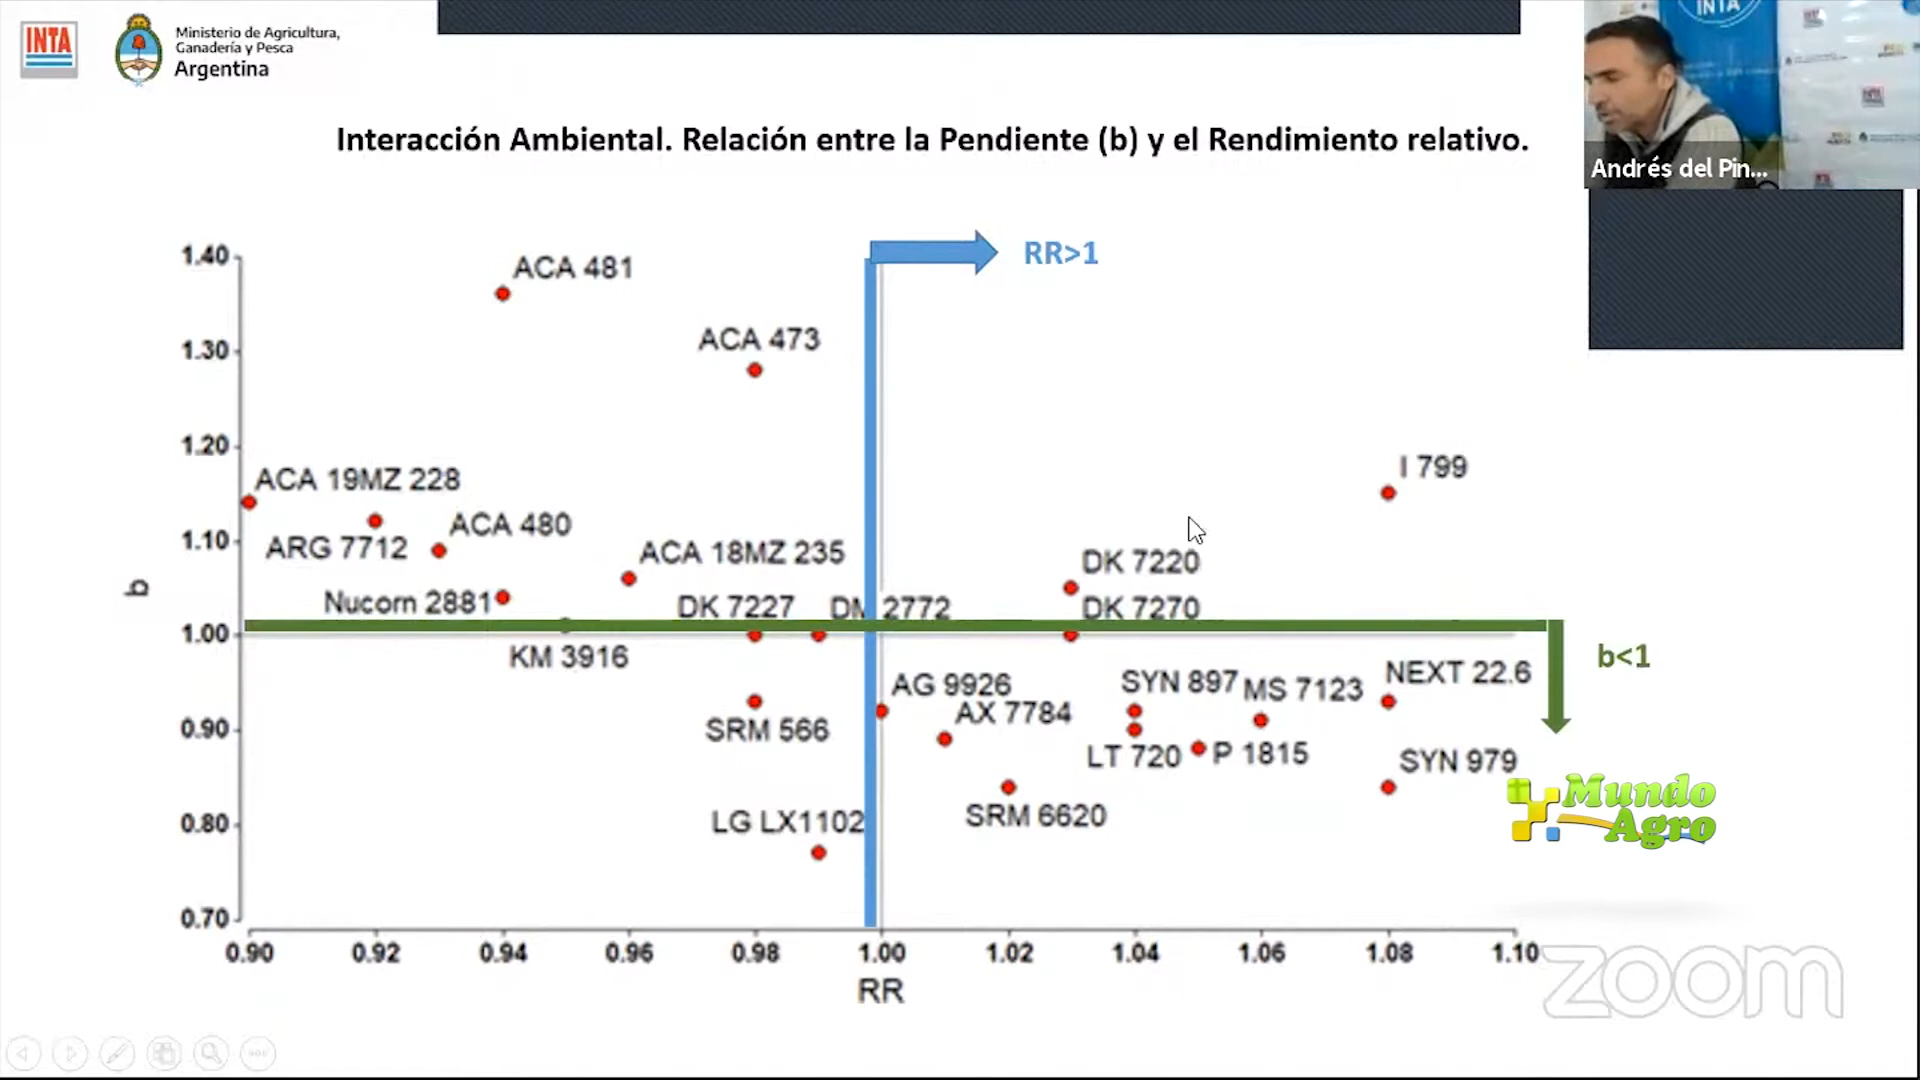 INTA
Ministerio de Agricultura,
Ganadería y Pesca
Argentina
INTA
Andrés del Pin...
Interacción Ambiental. Relación entre la Pendiente (b) y el Rendimiento relativo.
RR>1
b<1
b
1.40
1.30
1.20
1.10
1.00
0.90
0.80
0.70
ACA 481
ACA 473
I 799
ACA 19MZ 228
ACA 480
ARG 7712
ACA 18MZ 235
DK 7220
Nucorn 2881
DK 7227
DM 2772
DK 7270
KM 3916
NEXT 22.6
AG 9926
SYN 897
MS 7123
AX 7784
SRM 566
LT 720
P 1815
SYN 979
LG LX1102
SRM 6620
0.90 0.92 0.94 0.96 0.98 1.00 1.02 1.04 1.06 1.08 1.10
RR
Mundo
Agro
zoom